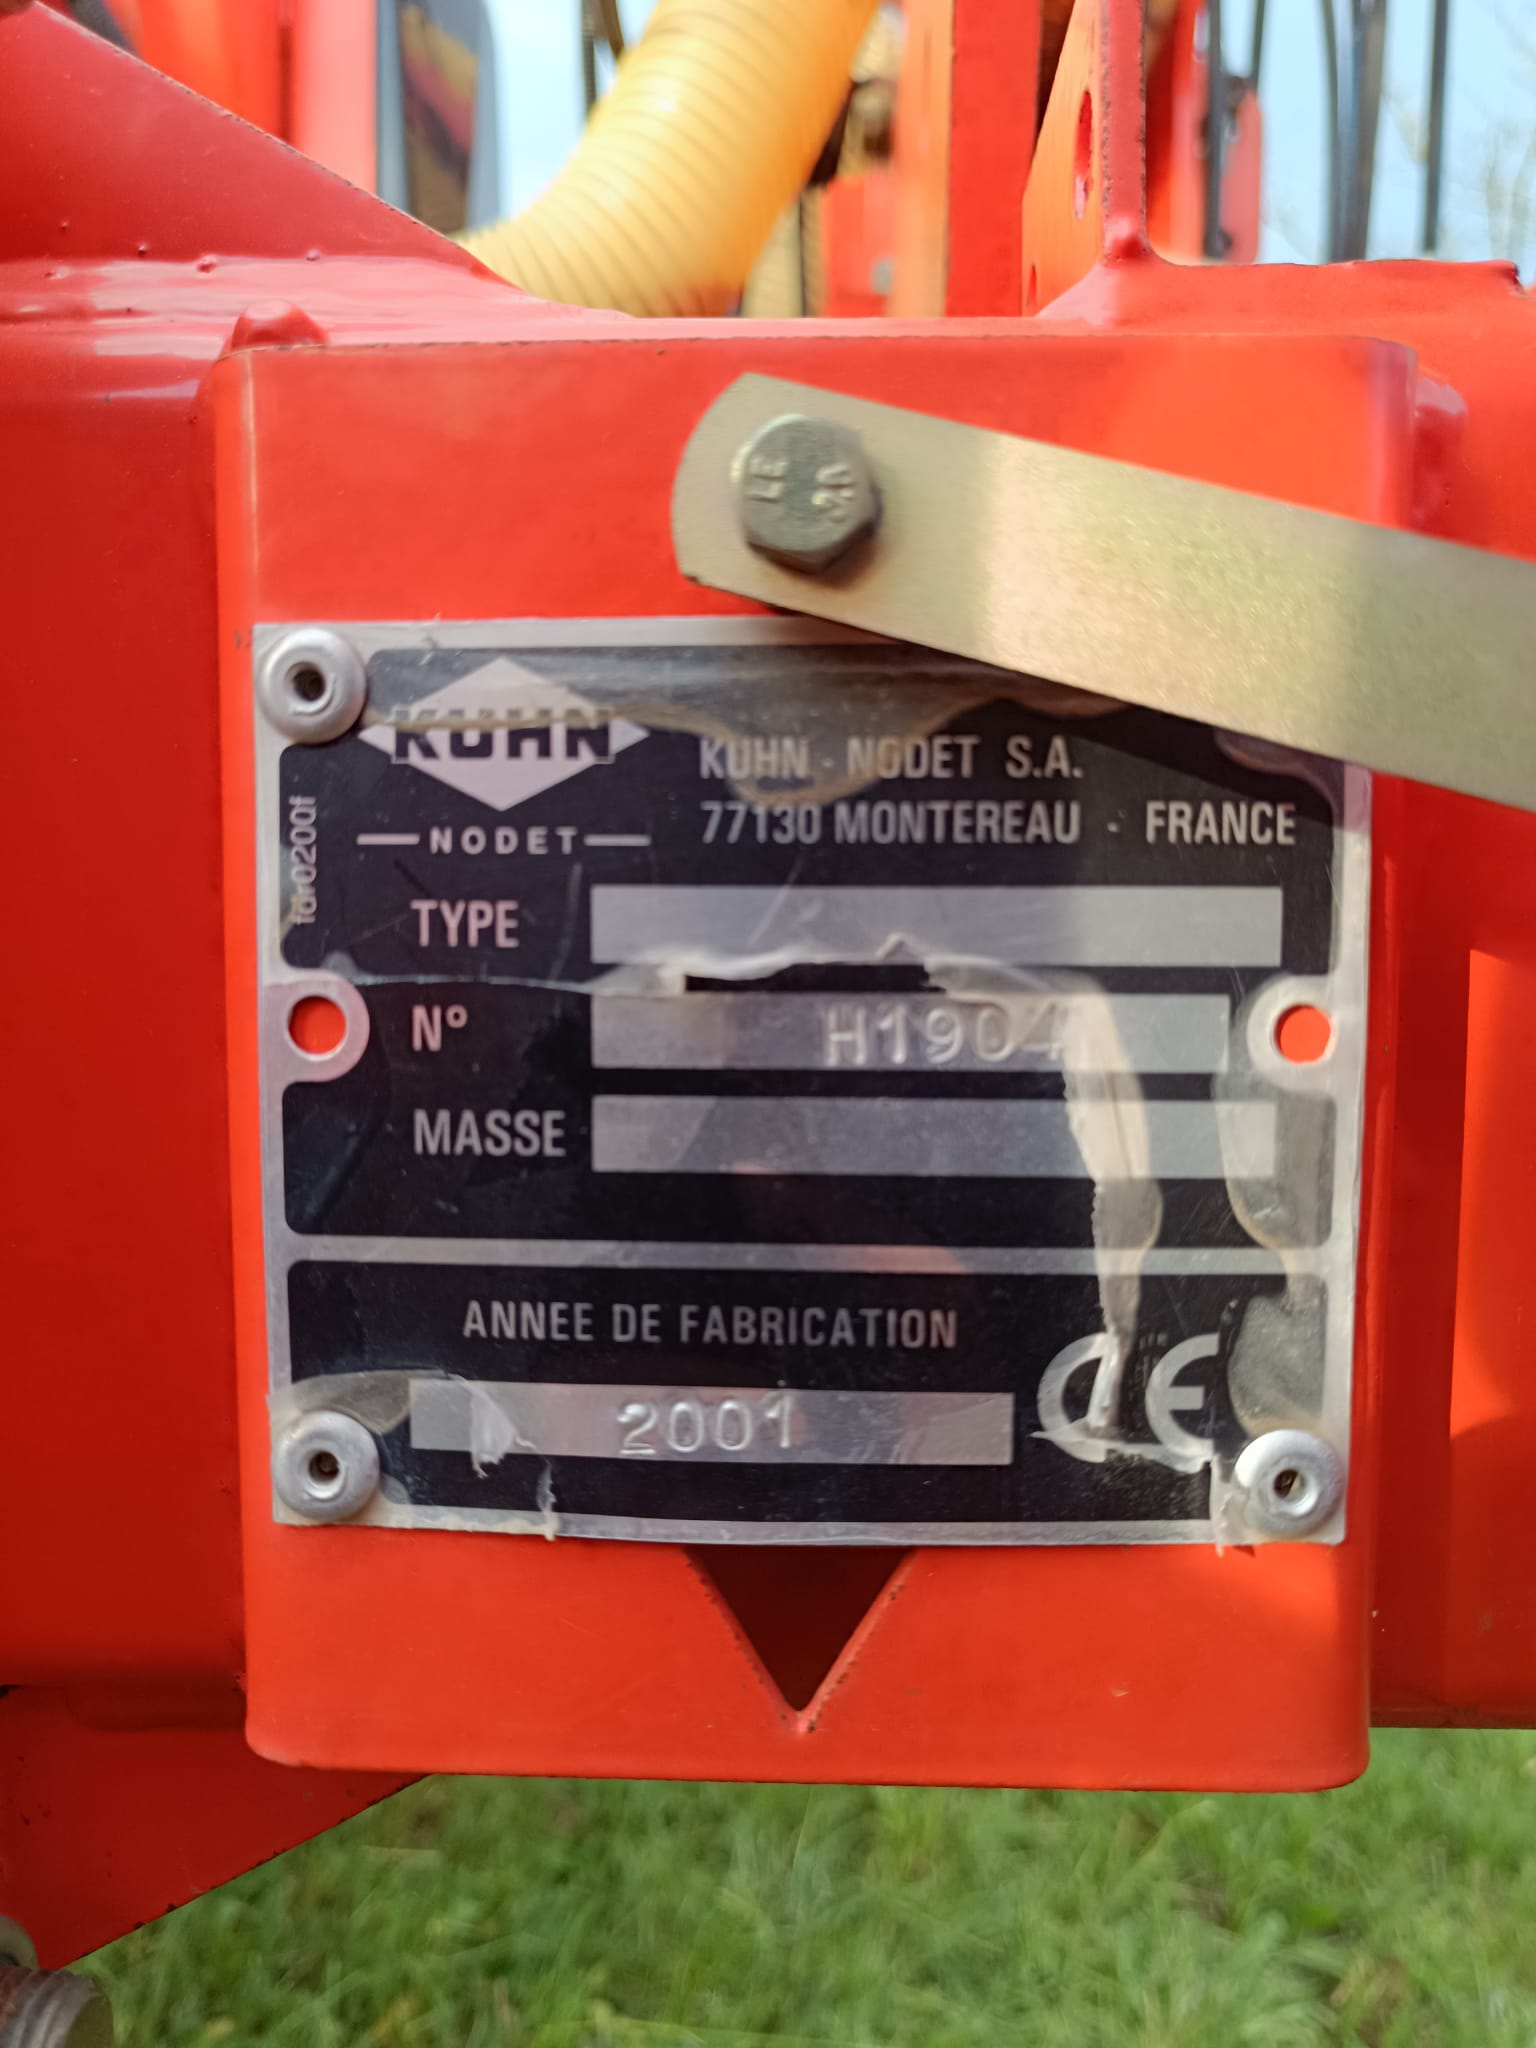 KUHN
NODET
KUHN - NODET S.A.
77130 MONTEREAU - FRANCE
TYPE
N° H1904
MASSE
ANNEE DE FABRICATION
2001
CE